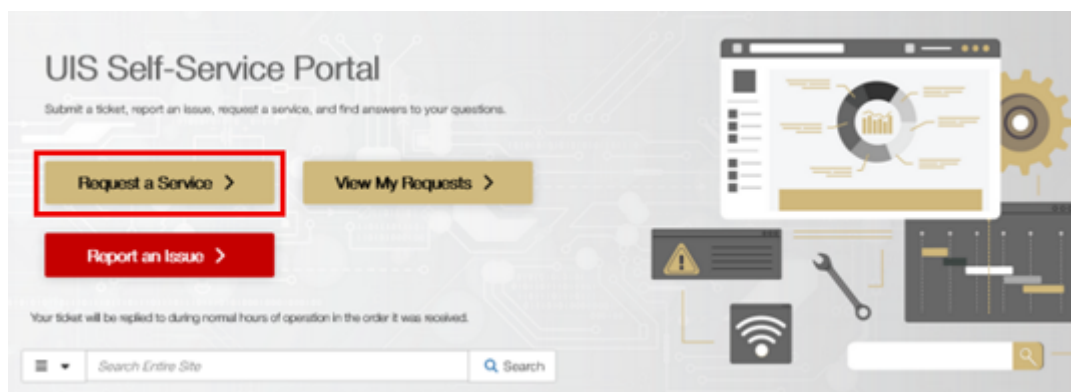 UIS Self-Service Portal
Submit a ticket, report an issue, request a service, and find answers to your questions.
Request a Service
View My Requests
Report an Issue
Your ticket will be replied to during normal hours of operation in the order it was received.
Search Entire Site
Search